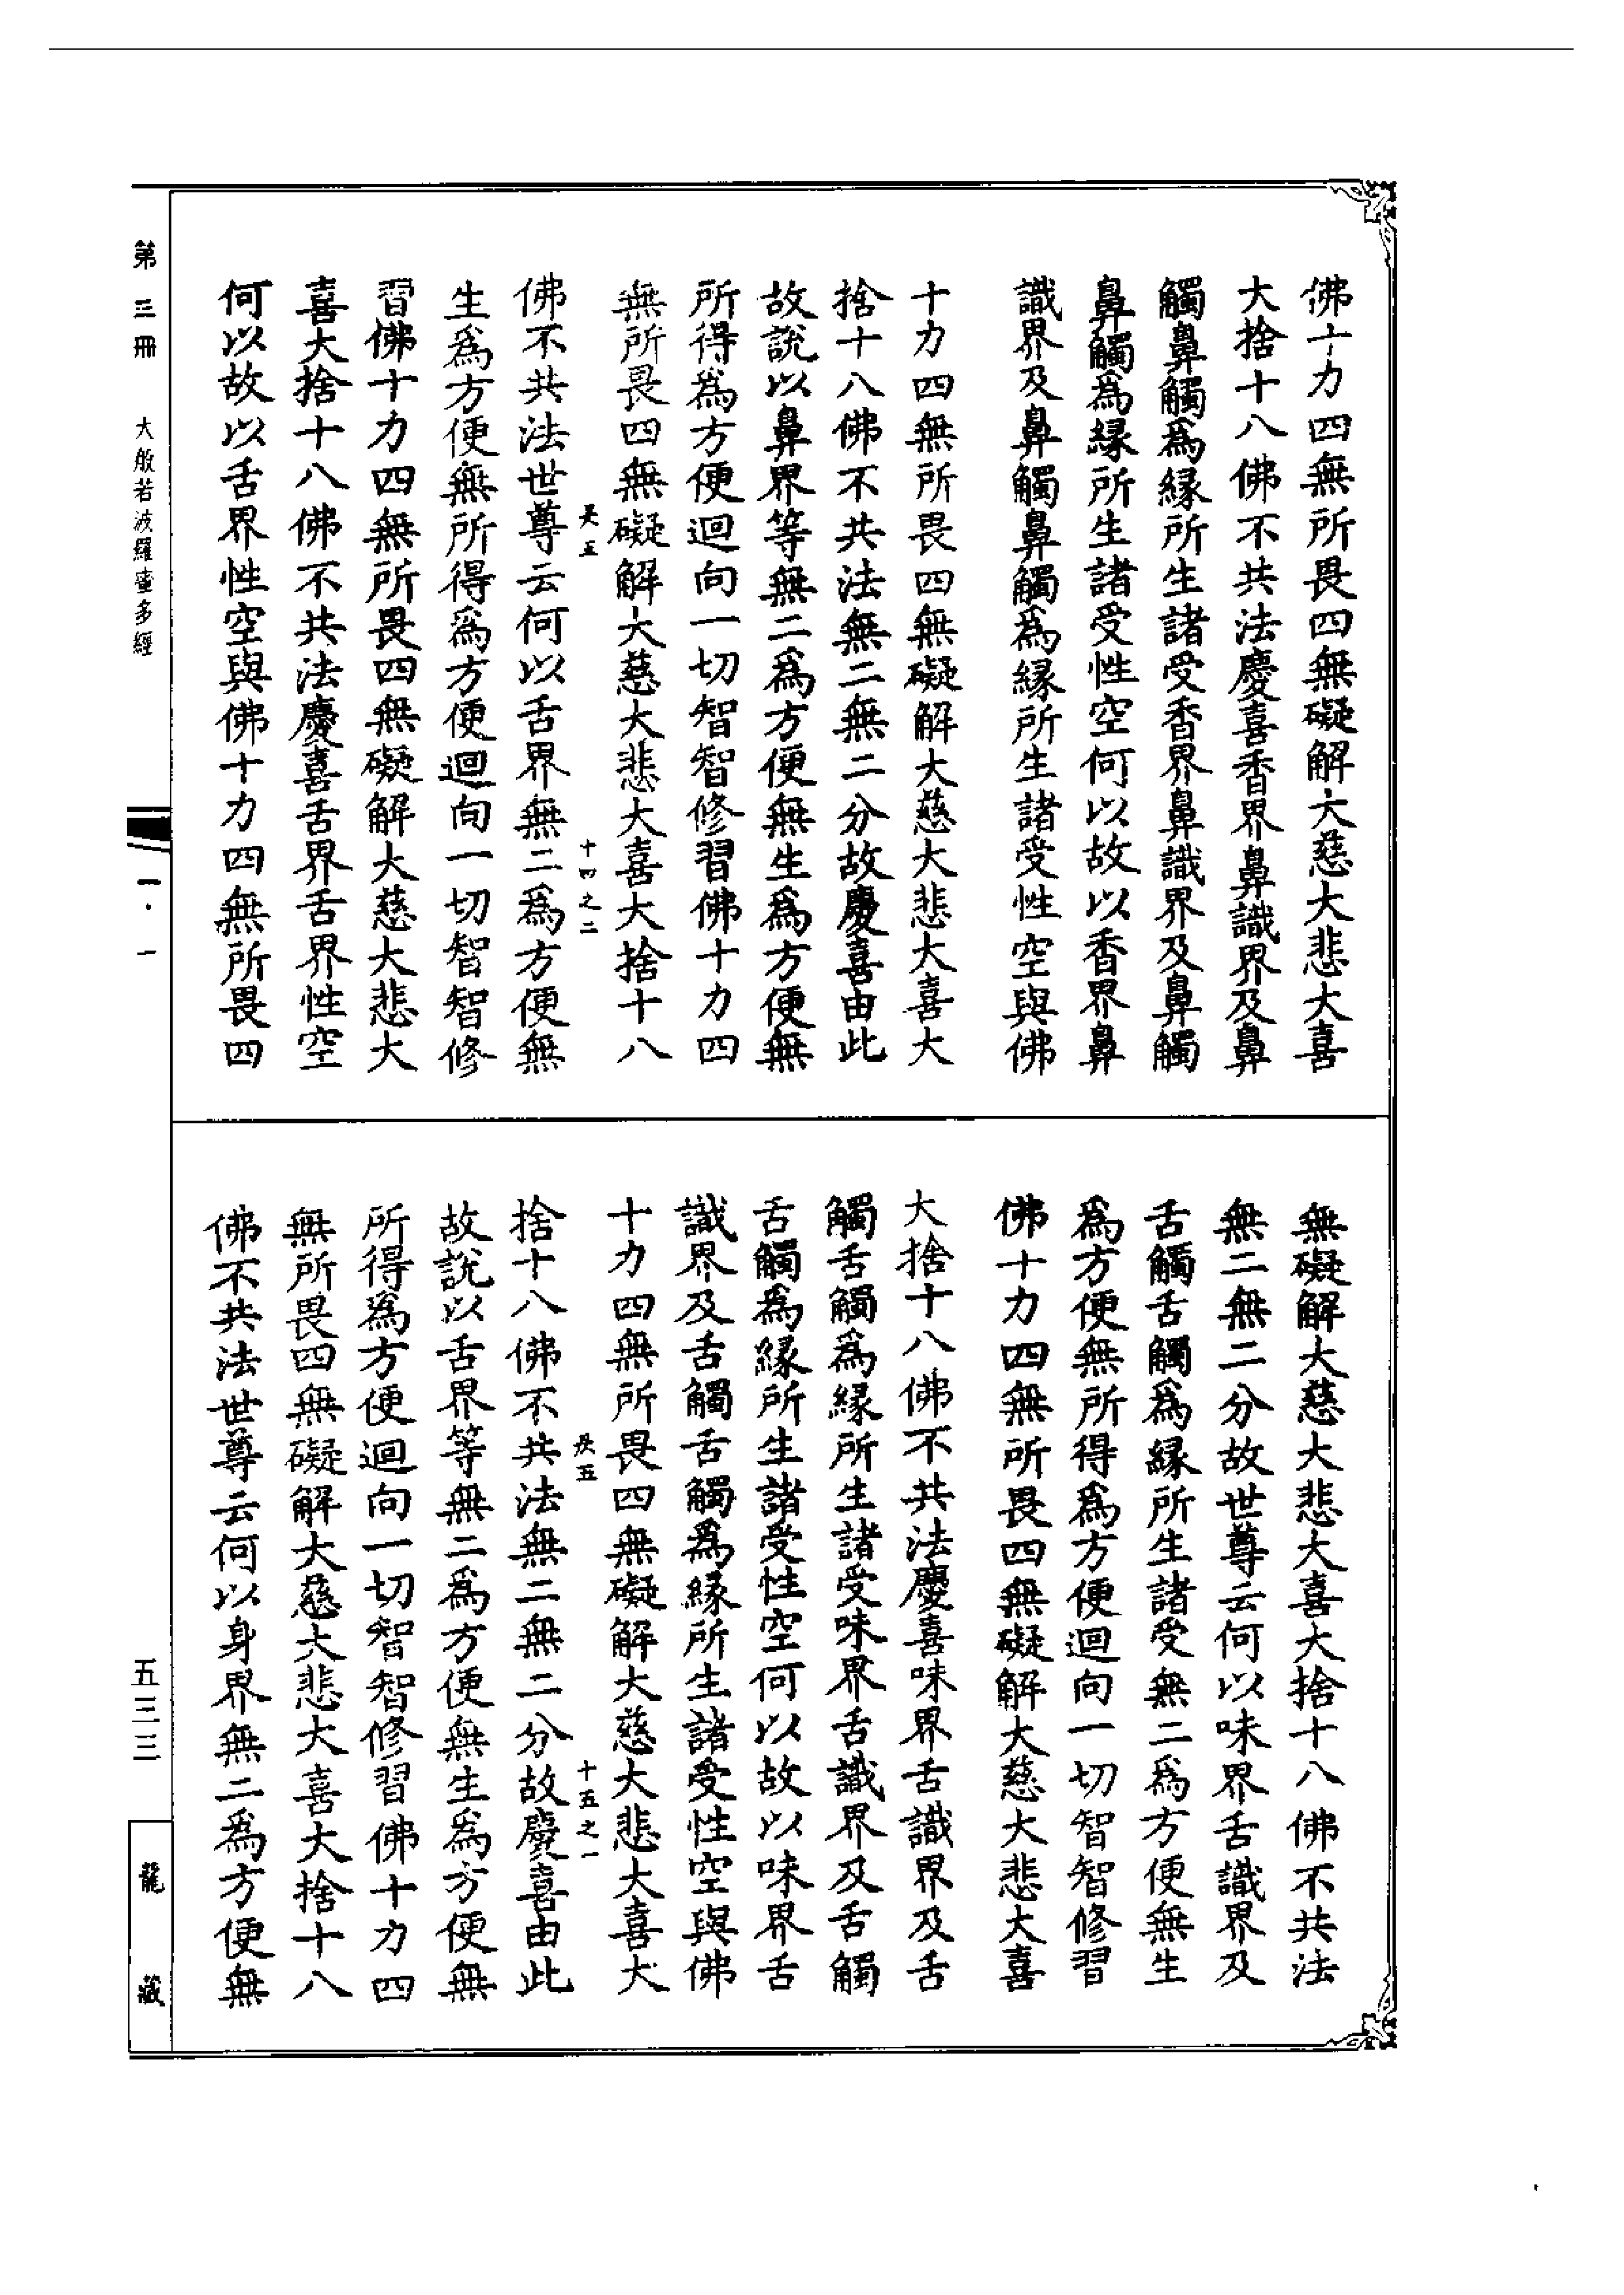 佛十力四無所畏四無礙解大慈大悲大喜
大捨十八佛不共法慶喜香界鼻識界及鼻
觸鼻觸爲緣所生諸受香界鼻識界及鼻觸
鼻觸爲緣所生諸受性空何以故以香界鼻
識界及鼻觸鼻觸爲緣所生諸受性空與佛
十力四無所畏四無礙解大慈大悲大喜大
捨十八佛不共法無二無二分故慶喜由此
故說以鼻界等無二爲方便無生爲方便無
所得爲方便迴向一切智智修習佛十力四
無所畏四無礙解大慈大悲大喜大捨十八
十四之二
佛不共法世尊云何以舌界無二爲方便無
生爲方便無所得爲方便迴向一切智智修
習佛十力四無所畏四無礙解大慈大悲大
喜大捨十八佛不共法慶喜舌界舌界性空
何以故以舌界性空與佛十力四無所畏四
無礙解大慈大悲大喜大捨十八佛不共法
無二無二分故世尊云何以味界舌識界及
舌觸舌觸爲緣所生諸受無二爲方便無生
爲方便無所得爲方便迴向一切智智修習
佛十力四無所畏四無礙解大慈大悲大喜
大捨十八佛不共法慶喜味界舌識界及舌
觸舌觸爲緣所生諸受味界舌識界及舌觸
舌觸爲緣所生諸受性空何以故以味界舌
識界及舌觸舌觸爲緣所生諸受性空與佛
十力四無所畏四無礙解大慈大悲大喜大
十五之一
捨十八佛不共法無二無二分故慶喜由此
故說以舌界等無二爲方便無生爲方便無
所得爲方便迴向一切智智修習佛十力四
無所畏四無礙解大慈大悲大喜大捨十八
佛不共法世尊云何以身界無二爲方便無
第三冊 大般若波羅蜜多經
一·一
五三三
龍藏